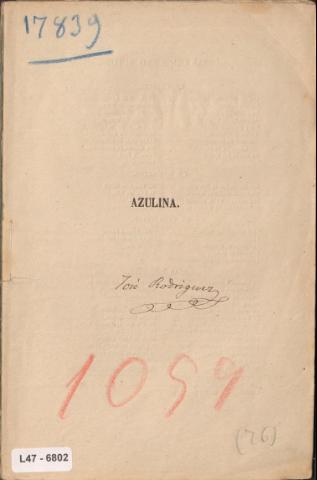 17839
AZULINA.
José Rodriguez
1059
(76)
L47 - 6802